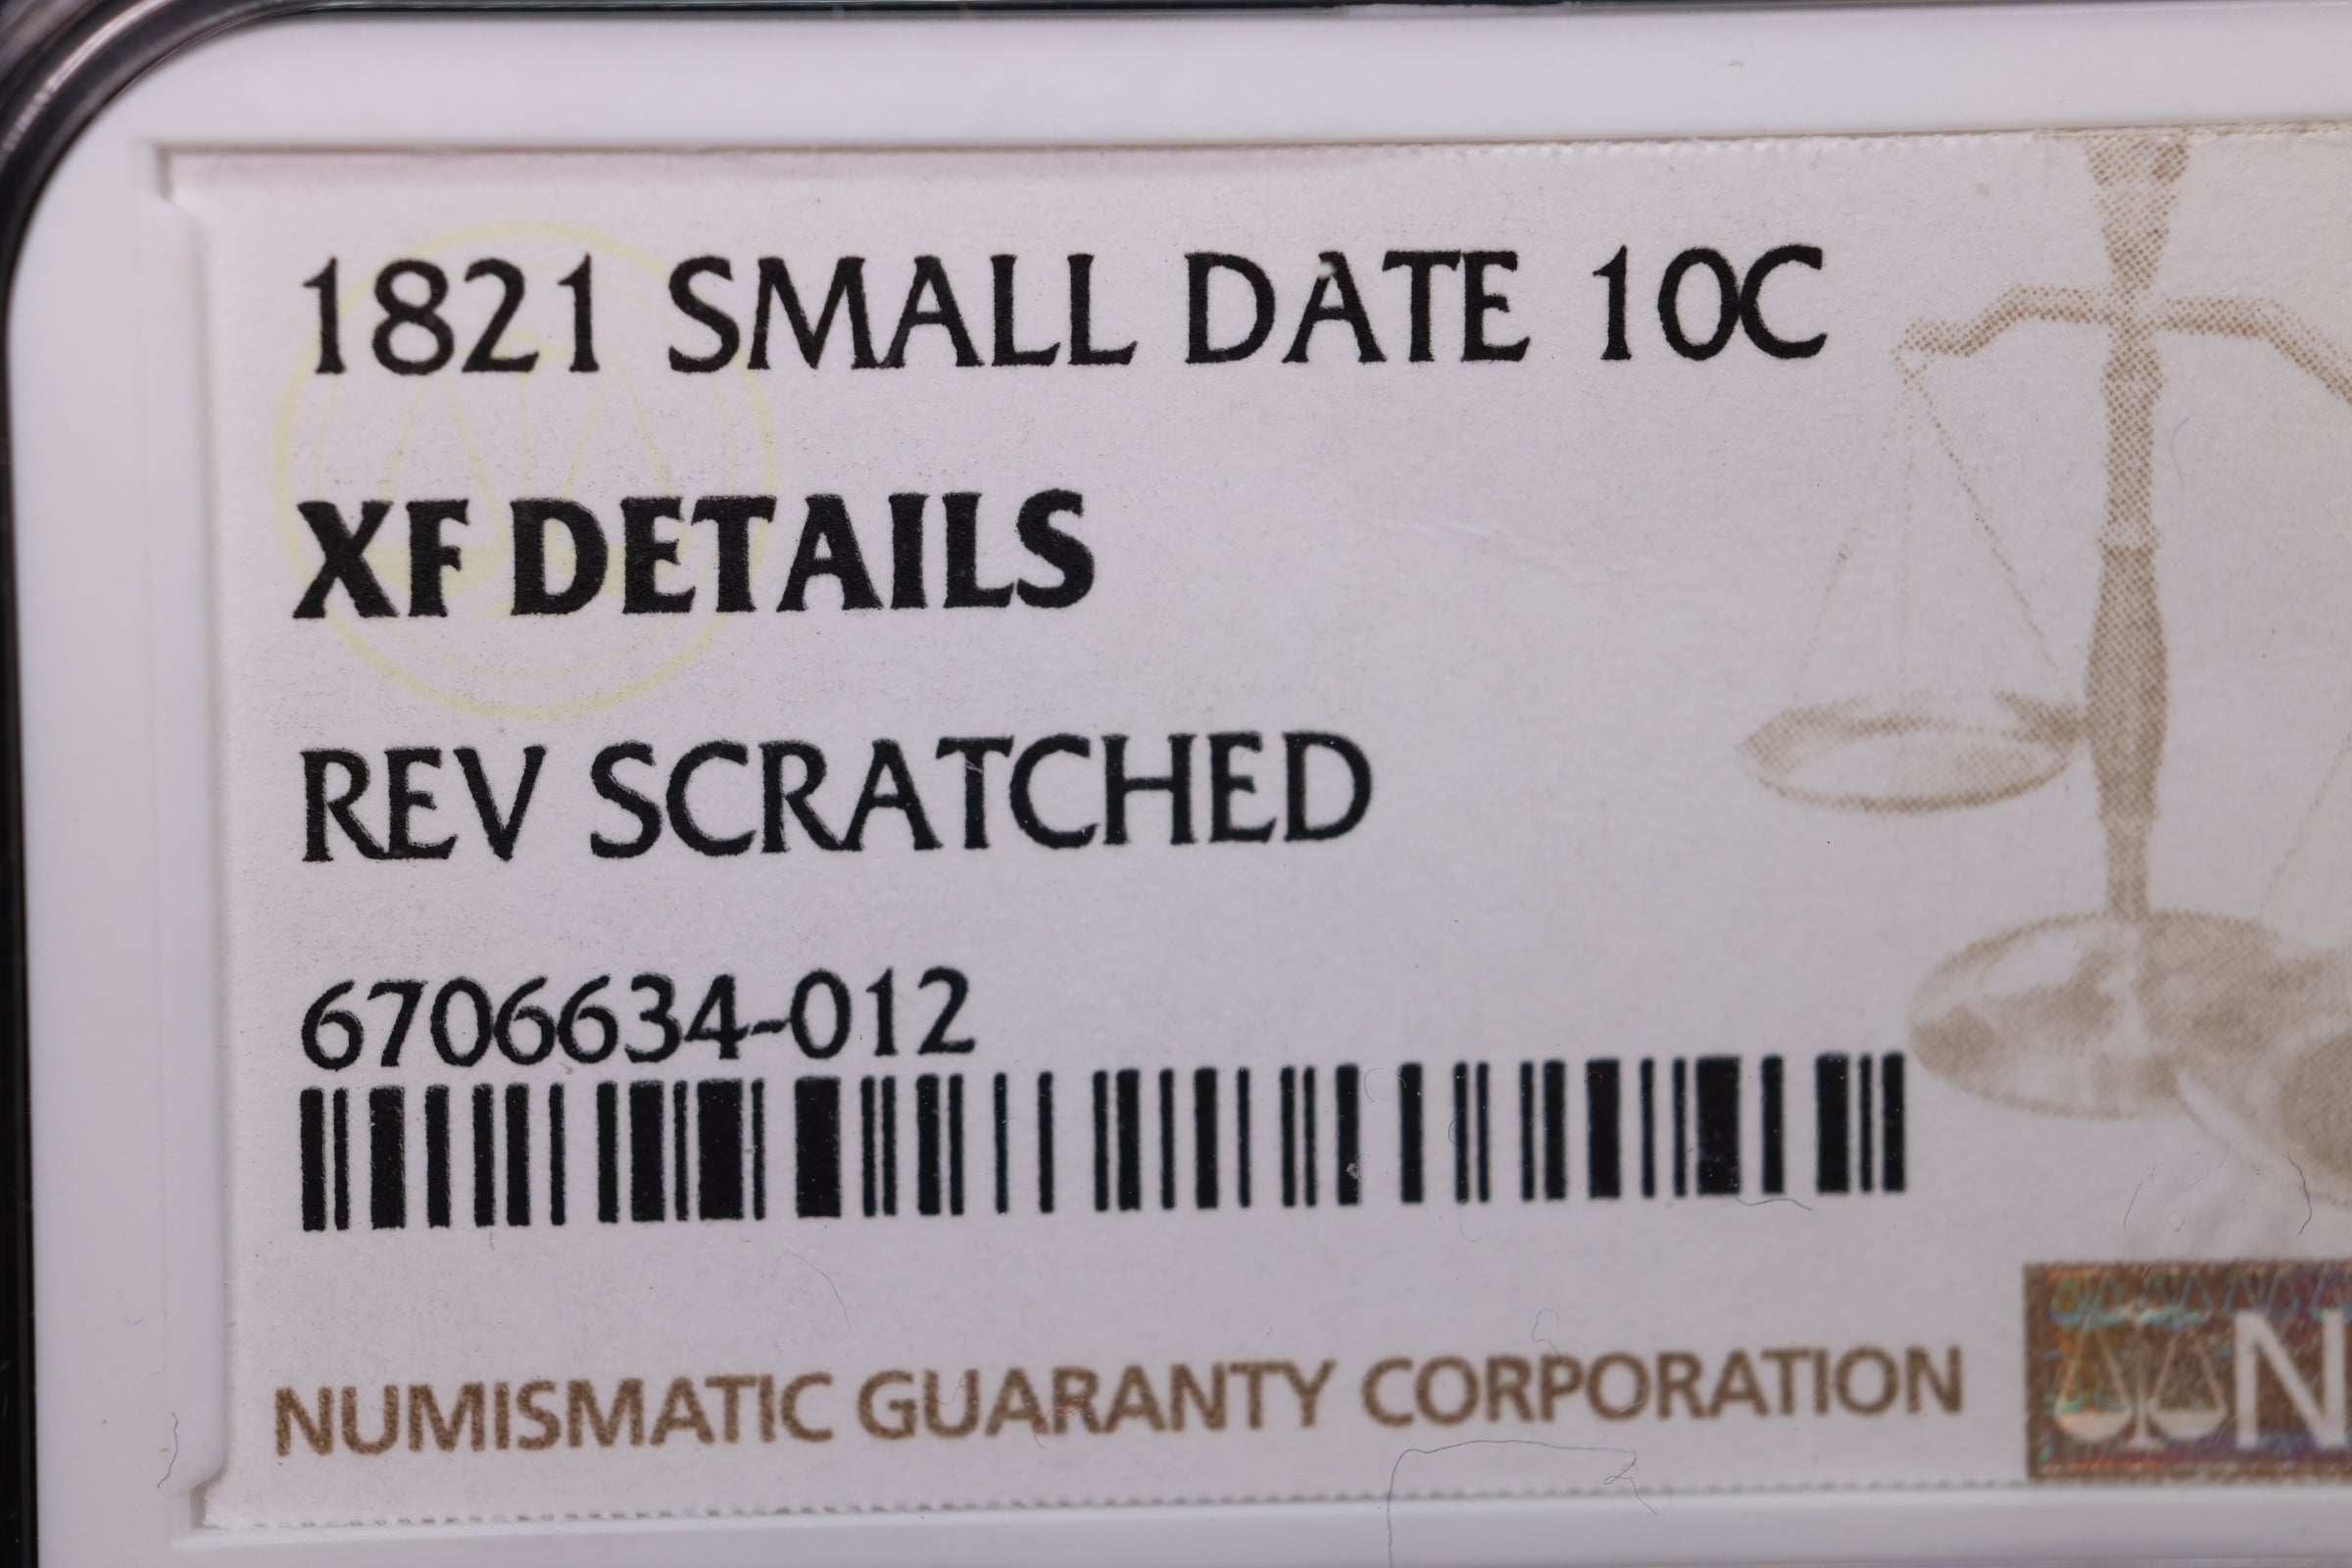 1821 SMALL DATE 10C
XF DETAILS
REV SCRATCHED
6706634-012
NUMISMATIC GUARANTY CORPORATION
N